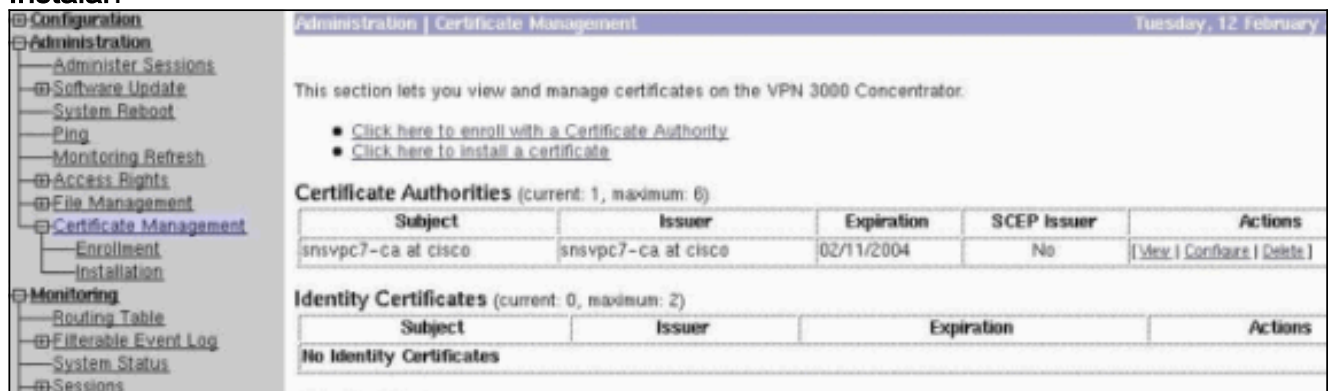 Configuration
Administration
Administer Sessions
Software Update
System Reboot
Ping
Monitoring Refresh
Access Rights
File Management
Certificate Management
Enrollment
Installation
Monitoring
Routing Table
Filterable Event Log
System Status
Sessions
Administration | Certificate Management Tuesday, 12 February
This section lets you view and manage certificates on the VPN 3000 Concentrator.
Click here to enroll with a Certificate Authority
Click here to install a certificate
Certificate Authorities (current: 1, maximum: 6)
Subject Issuer Expiration SCEP Issuer Actions
snsvpc7-ca at cisco snsvpc7-ca at cisco 02/11/2004 No [ View | Configure | Delete ]
Identity Certificates (current: 0, maximum: 2)
Subject Issuer Expiration Actions
No Identity Certificates